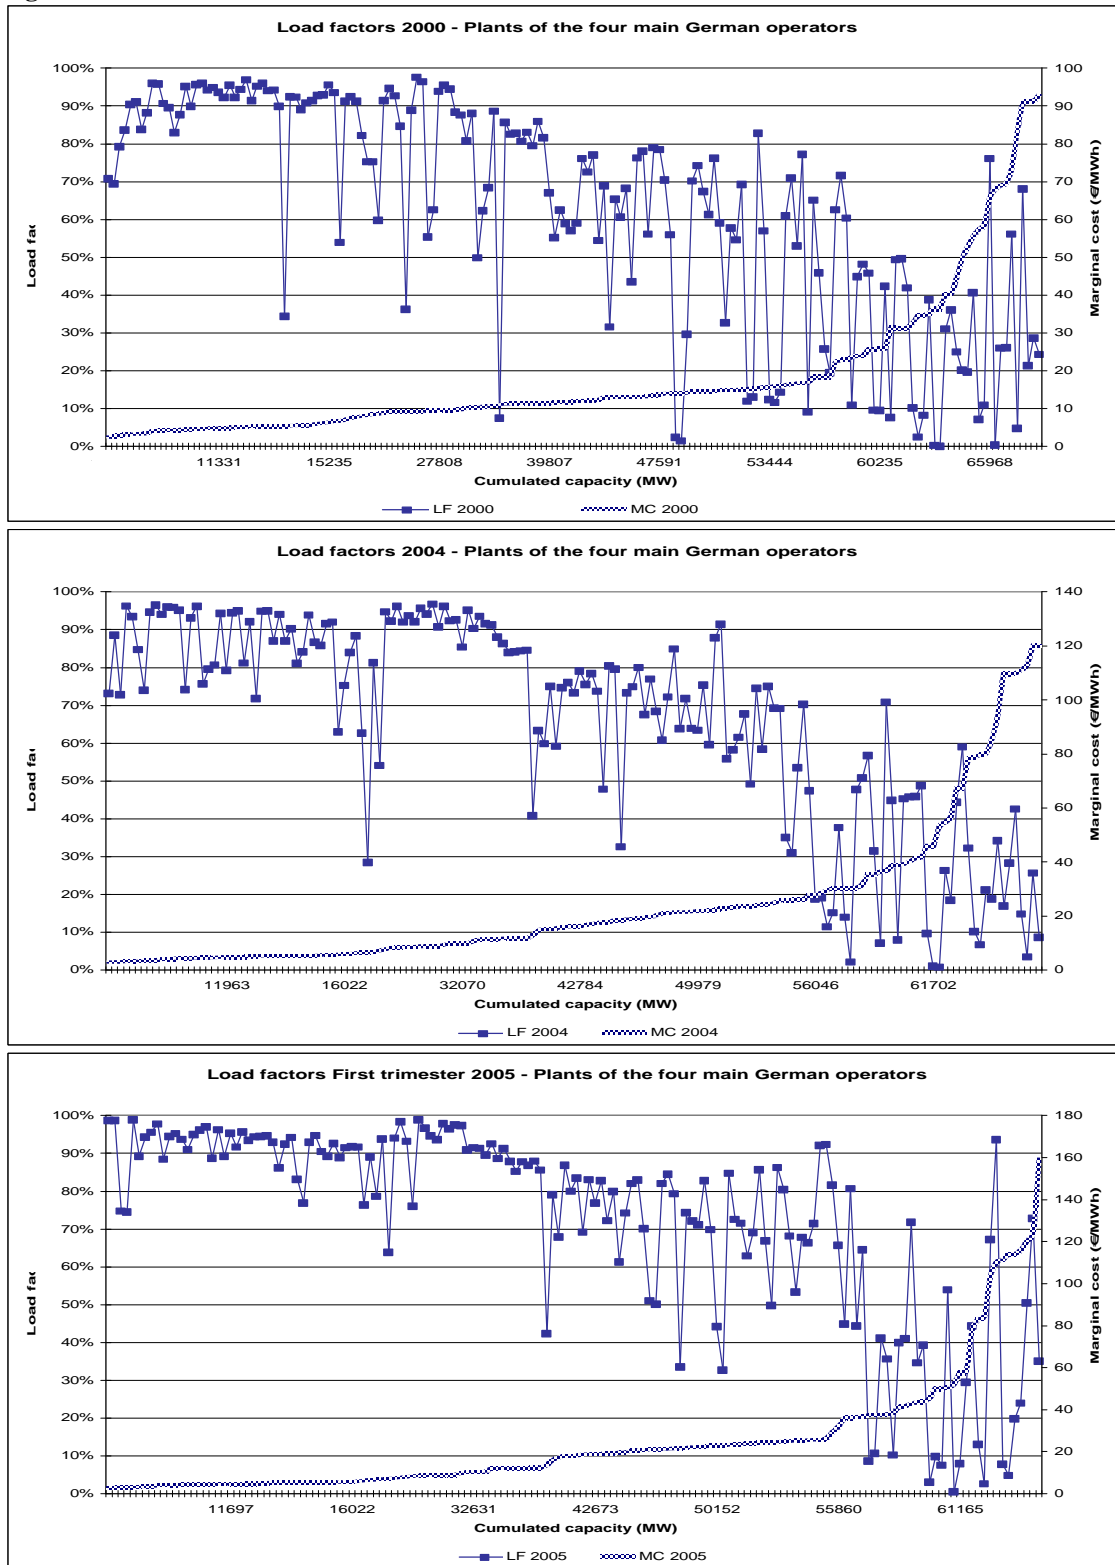 Load factors 2000 - Plants of the four main German operators
100% 100
90% 90
80% 80
70% 70
60% 60
50% 50
40% 40
30% 30
20% 20
10% 10
0% 0
Load fac
Marginal cost (€/MWh)
11331 15235 27808 39807 47591 53444 60235 65968
Cumulated capacity (MW)
LF 2000 MC 2000
Load factors 2004 - Plants of the four main German operators
100% 140
90% 120
80% 100
70% 80
60% 60
50% 40
40% 20
30% 0
20%
10%
0%
Load fac
Marginal cost (€/MWh)
11963 16022 32070 42784 49979 56046 61702
Cumulated capacity (MW)
LF 2004 MC 2004
Load factors First trimester 2005 - Plants of the four main German operators
100% 180
90% 160
80% 140
70% 120
60% 100
50% 80
40% 60
30% 40
20% 20
10% 0
0%
Load fac
Marginal cost (€/MWh)
11697 16022 32631 42673 50152 55860 61165
Cumulated capacity (MW)
LF 2005 MC 2005